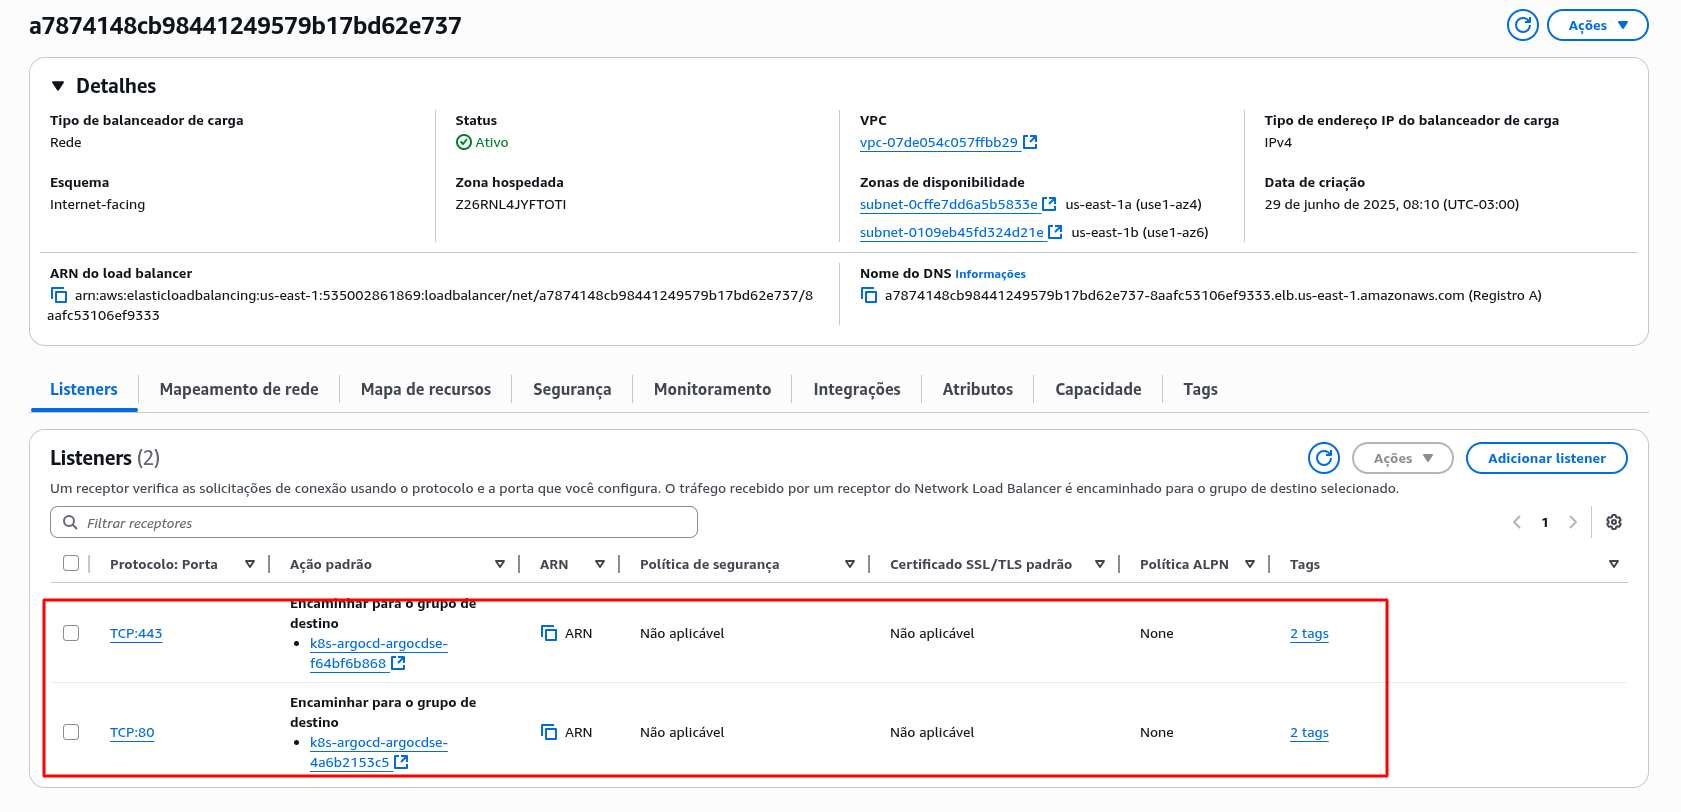 a7874148cb98441249579b17bd62e737
Ações
Detalhes
Tipo de balanceador de carga
Rede
Status
Ativo
VPC
vpc-07de054c057ffbb29
Tipo de endereço IP do balanceador de carga
IPv4
Esquema
Internet-facing
Zona hospedada
Z26RNL4JYFTOTI
Zonas de disponibilidade
subnet-0cffe7dd6a5b5833e us-east-1a (use1-az4)
subnet-0109eb45fd324d21e us-east-1b (use1-az6)
Data de criação
29 de junho de 2025, 08:10 (UTC-03:00)
ARN do load balancer
arn:aws:elasticloadbalancing:us-east-1:535002861869:loadbalancer/net/a7874148cb98441249579b17bd62e737/8
aafc53106ef9333
Nome do DNS Informações
a7874148cb98441249579b17bd62e737-8aafc53106ef9333.elb.us-east-1.amazonaws.com (Registro A)
Listeners Mapeamento de rede Mapa de recursos Segurança Monitoramento Integrações Atributos Capacidade Tags
Listeners (2)
Ações Adicionar listener
Um receptor verifica as solicitações de conexão usando o protocolo e a porta que você configura. O tráfego recebido por um receptor do Network Load Balancer é encaminhado para o grupo de destino selecionado.
Filtrar receptores
1
Protocolo: Porta Ação padrão ARN Política de segurança Certificado SSL/TLS padrão Política ALPN Tags
Encaminhar para o grupo de
destino
TCP:443 • k8s-argocd-argocdse- ARN Não aplicável Não aplicável None 2 tags
f64bf6b868
Encaminhar para o grupo de
destino
TCP:80 • k8s-argocd-argocdse- ARN Não aplicável Não aplicável None 2 tags
4a6b2153c5